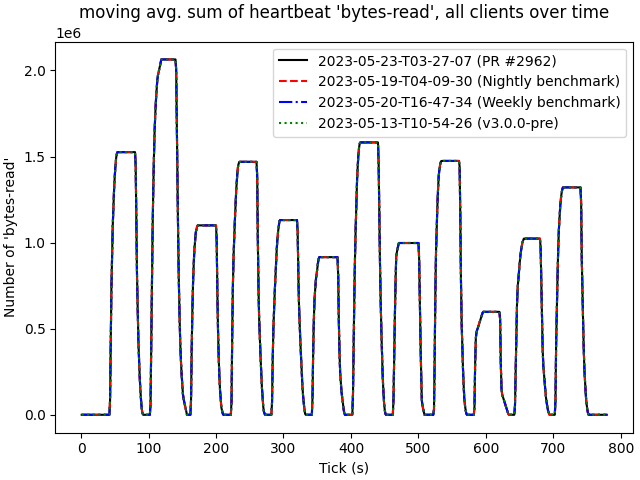 moving avg. sum of heartbeat 'bytes-read', all clients over time
1e6
2023-05-23-T03-27-07 (PR #2962)
2023-05-19-T04-09-30 (Nightly benchmark)
2023-05-20-T16-47-34 (Weekly benchmark)
2023-05-13-T10-54-26 (v3.0.0-pre)
2.0
1.5
1.0
0.5
0.0
Number of 'bytes-read'
0 100 200 300 400 500 600 700 800
Tick (s)